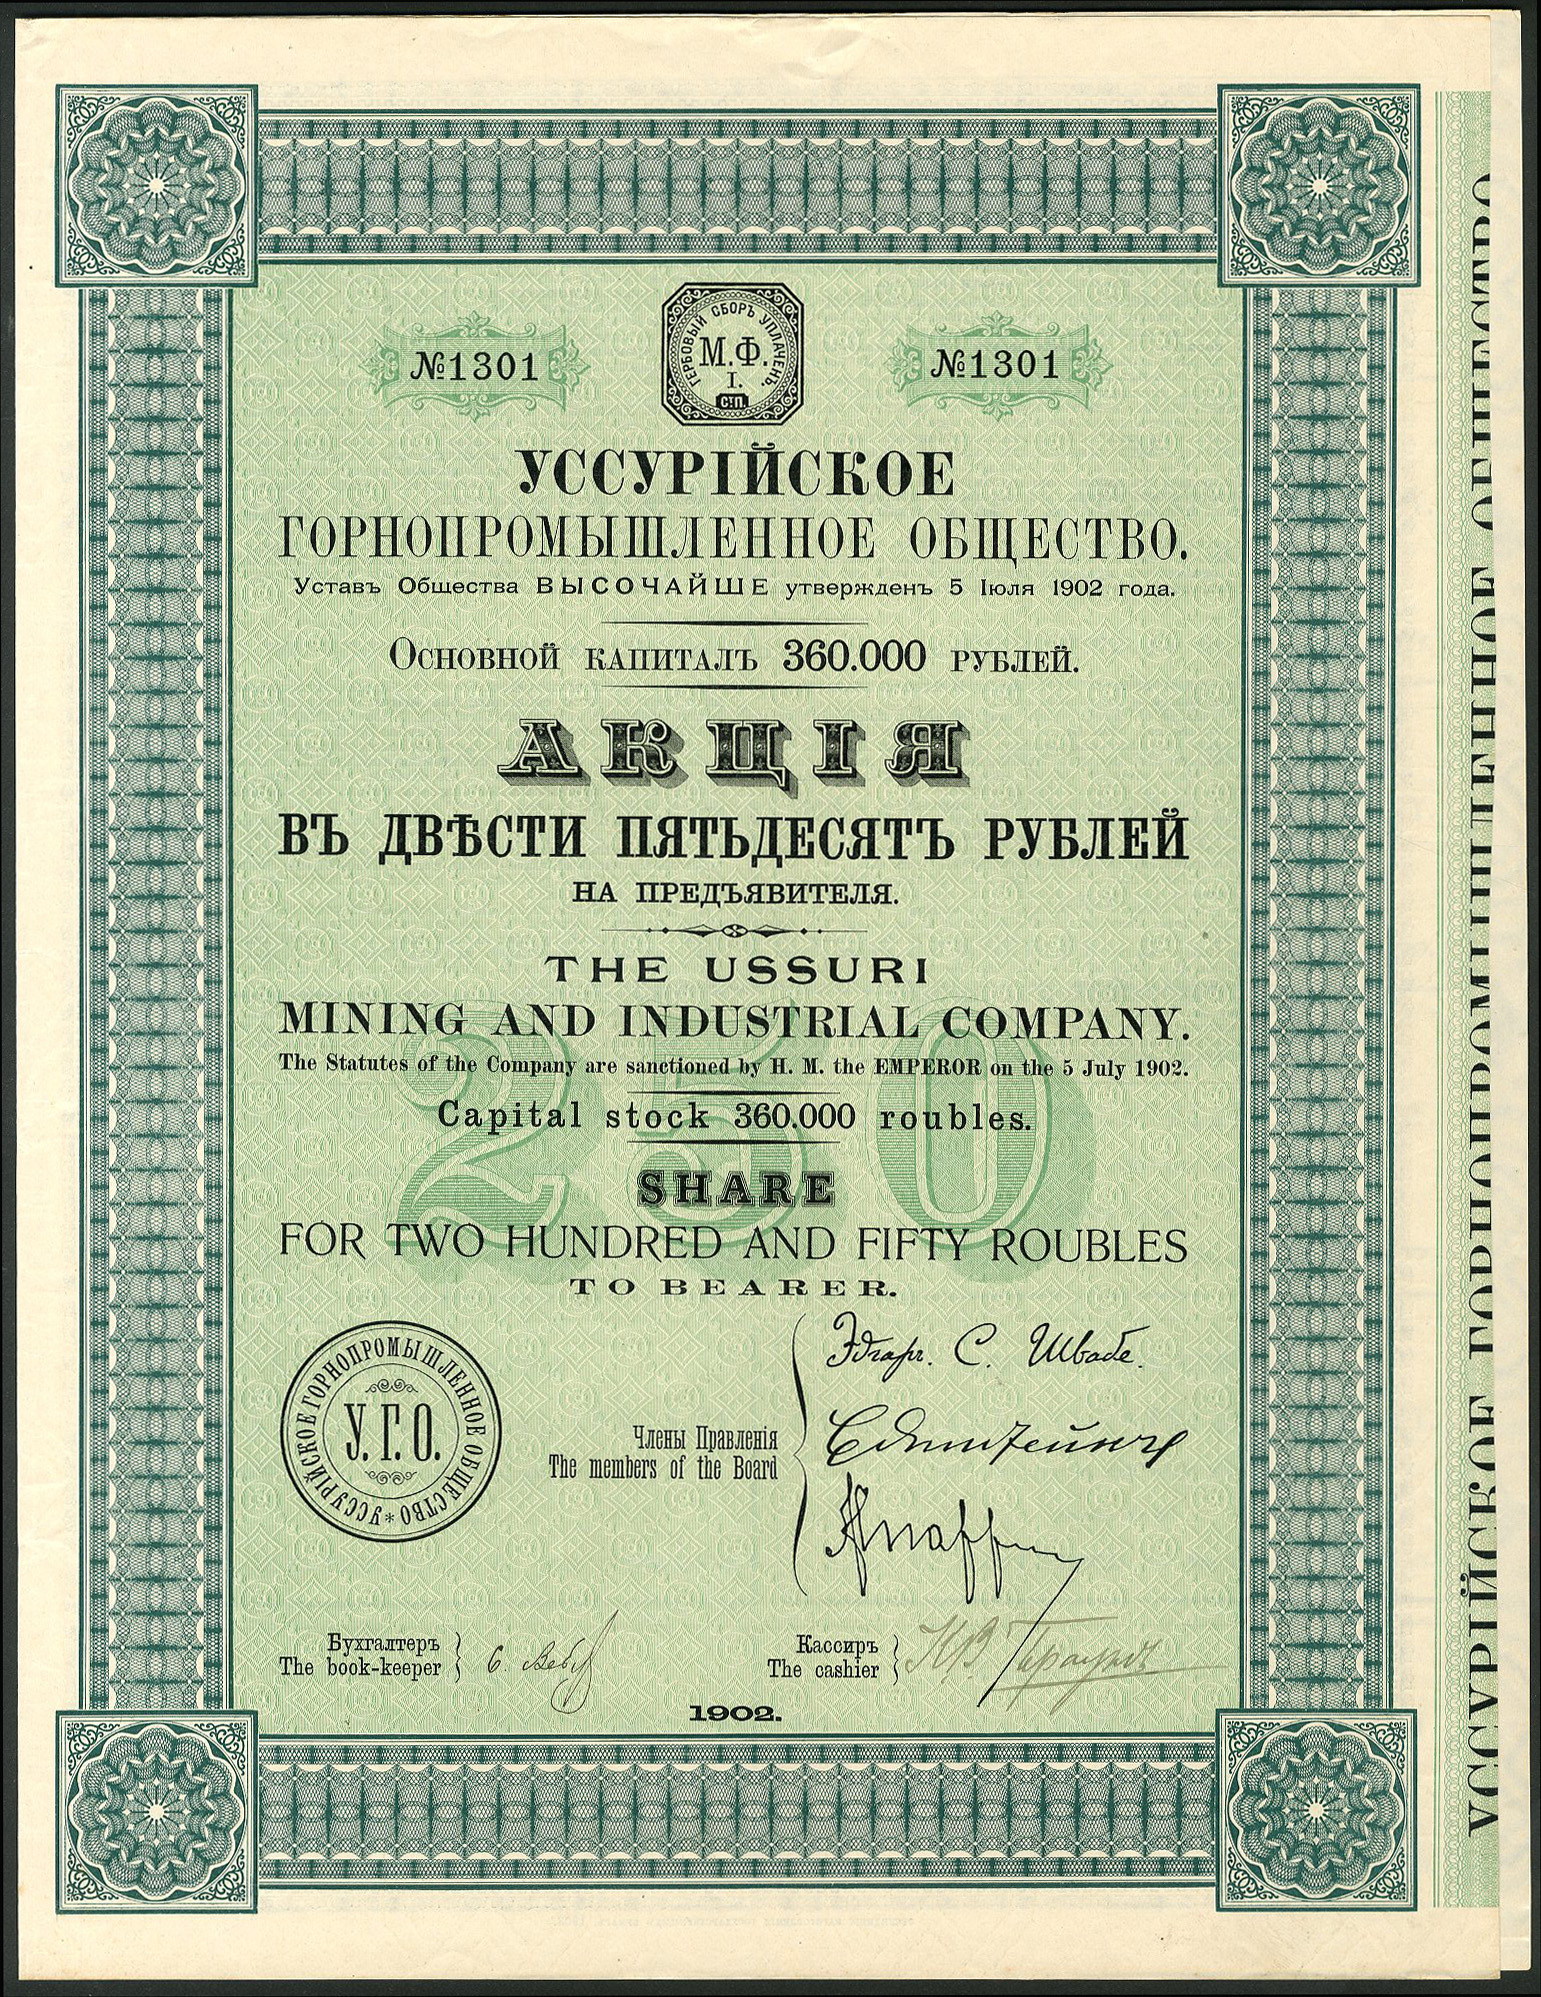 №1301
ГЕРБОВЫЙ СБОРЪ УПЛАЧЕНЪ.
М.Ф.
I.
С.П.
№1301
УССУРІЙСКОЕ
ГОРНОПРОМЫШЛЕННОЕ ОБЩЕСТВО.
Уставъ Общества ВЫСОЧАЙШЕ утвержденъ 5 Іюля 1902 года.
Основной капиталъ 360.000 рублей.
АКЦІЯ
ВЪ ДВѢСТИ ПЯТЬДЕСЯТЪ РУБЛЕЙ
НА ПРЕДЪЯВИТЕЛЯ.
THE USSURI
MINING AND INDUSTRIAL COMPANY.
The Statutes of the Company are sanctioned by H. M. the EMPEROR on the 5 July 1902.
Capital stock 360.000 roubles.
250
SHARE
FOR TWO HUNDRED AND FIFTY ROUBLES
TO BEARER.
УССУРІЙСКОЕ ГОРНОПРОМЫШЛЕННОЕ ОБЩЕСТВО *
У.Г.О.
Эдгаръ. С. Швабе.
Члены Правленія
The members of the Board
Бухгалтеръ
The book-keeper
Кассиръ
The cashier
1902.
УССУРІЙСКОЕ ГОРНОПРОМЫШЛЕННОЕ ОБЩЕСТВО